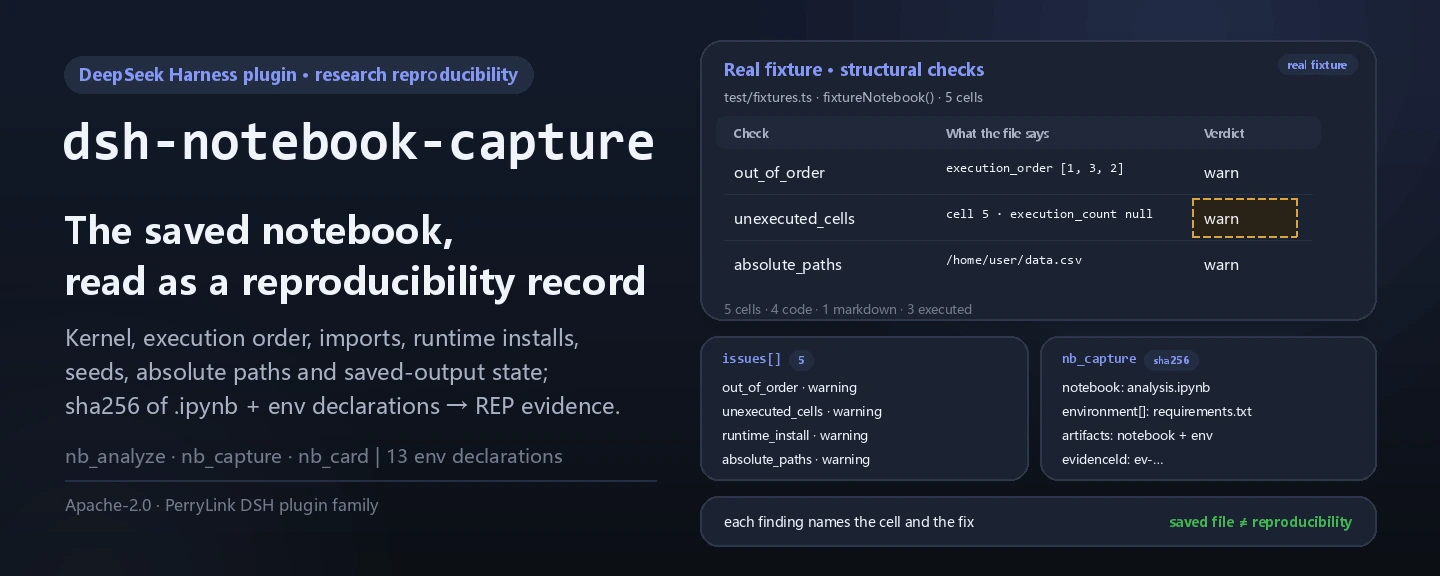 DeepSeek Harness plugin • research reproducibility
dsh-notebook-capture
The saved notebook,
read as a reproducibility record
Kernel, execution order, imports, runtime installs,
seeds, absolute paths and saved-output state;
sha256 of .ipynb + env declarations → REP evidence.
nb_analyze · nb_capture · nb_card | 13 env declarations
Apache-2.0 · PerryLink DSH plugin family
Real fixture • structural checks
real fixture
test/fixtures.ts · fixtureNotebook() · 5 cells
Check What the file says Verdict
out_of_order execution_order [1, 3, 2] warn
unexecuted_cells cell 5 · execution_count null warn
absolute_paths /home/user/data.csv warn
5 cells · 4 code · 1 markdown · 3 executed
issues[] 5
out_of_order · warning
unexecuted_cells · warning
runtime_install · warning
absolute_paths · warning
nb_capture sha256
notebook: analysis.ipynb
environment[]: requirements.txt
artifacts: notebook + env
evidenceId: ev-...
each finding names the cell and the fix
saved file ≠ reproducibility